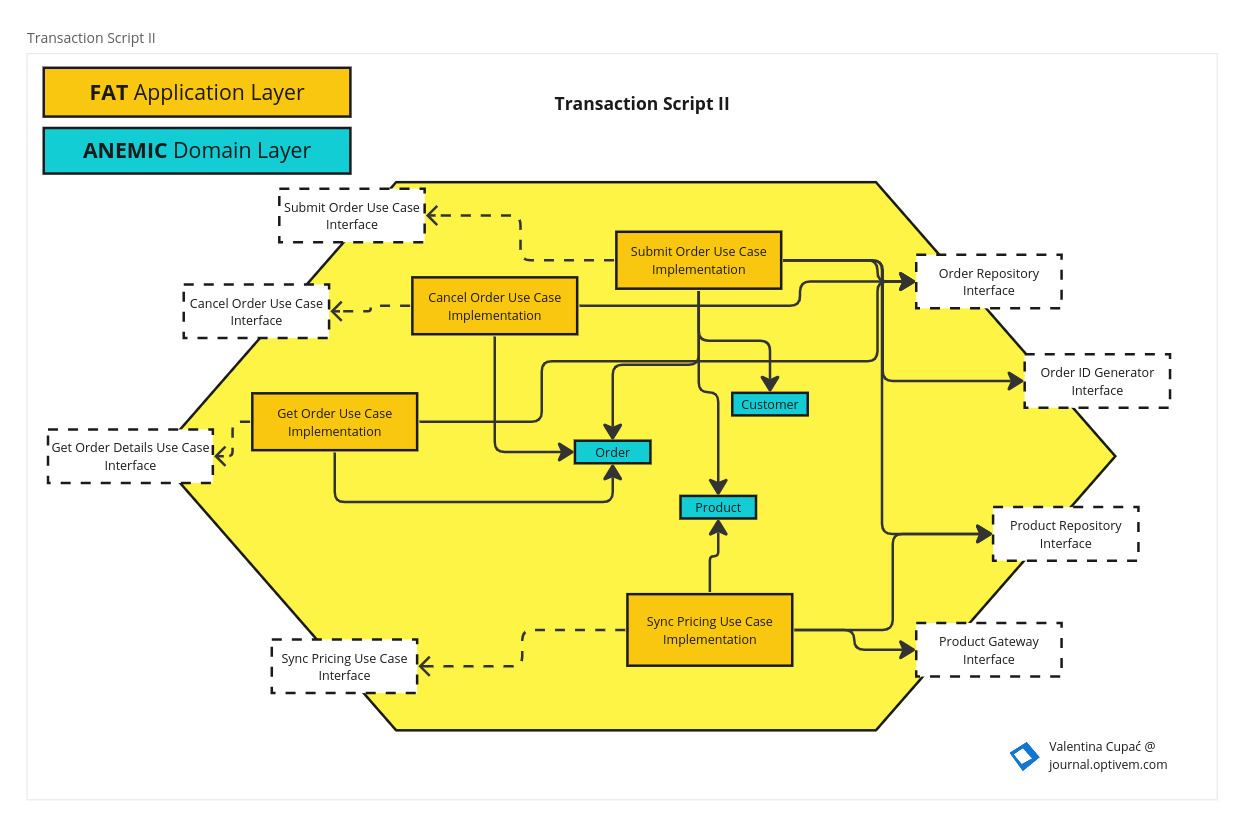 Transaction Script II
FAT Application Layer
Transaction Script II
ANEMIC Domain Layer
Submit Order Use Case
Interface
Submit Order Use Case
Implementation
Order Repository
Interface
Cancel Order Use Case
Interface
Cancel Order Use Case
Implementation
Order ID Generator
Interface
Customer
Get Order Use Case
Implementation
Get Order Details Use Case
Interface
Order
Product
Product Repository
Interface
Sync Pricing Use Case
Implementation
Product Gateway
Interface
Sync Pricing Use Case
Interface
Valentina Cupać @
journal.optivem.com